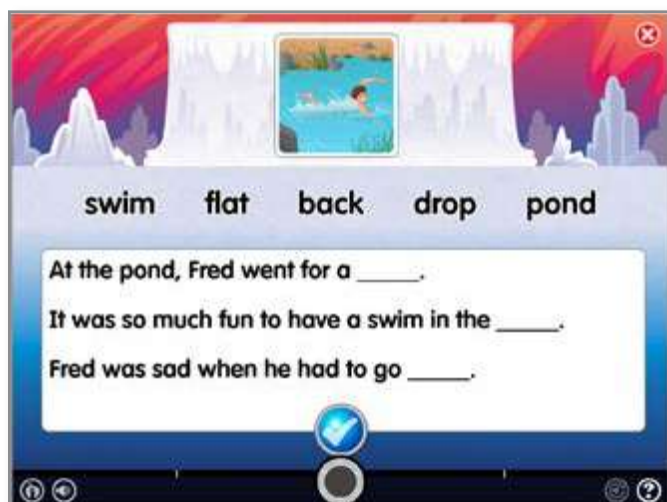 swim flat back drop pond
At the pond, Fred went for a _____.
It was so much fun to have a swim in the _____.
Fred was sad when he had to go _____.
?